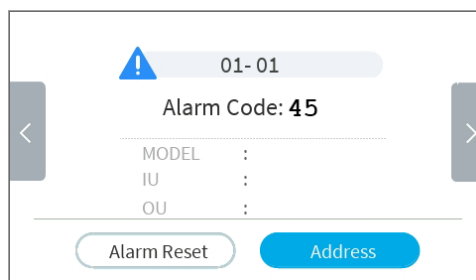 01- 01
Alarm Code: 45
MODEL :
IU :
OU :
Alarm Reset
Address